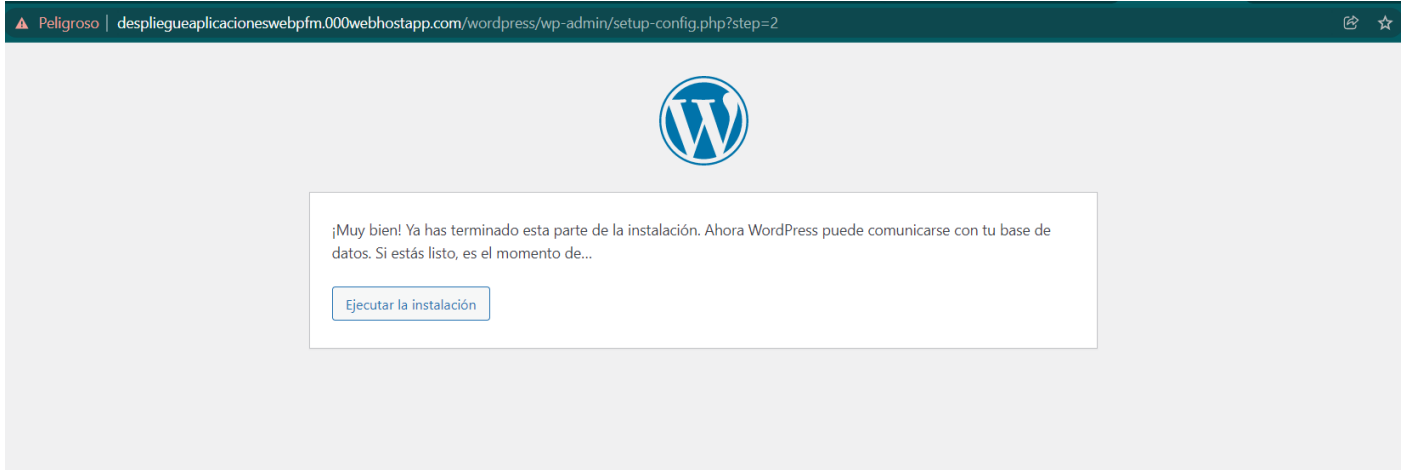 Peligroso | despliegueaplicacioneswebpfm.000webhostapp.com/wordpress/wp-admin/setup-config.php?step=2
W
¡Muy bien! Ya has terminado esta parte de la instalación. Ahora WordPress puede comunicarse con tu base de
datos. Si estás listo, es el momento de...
Ejecutar la instalación